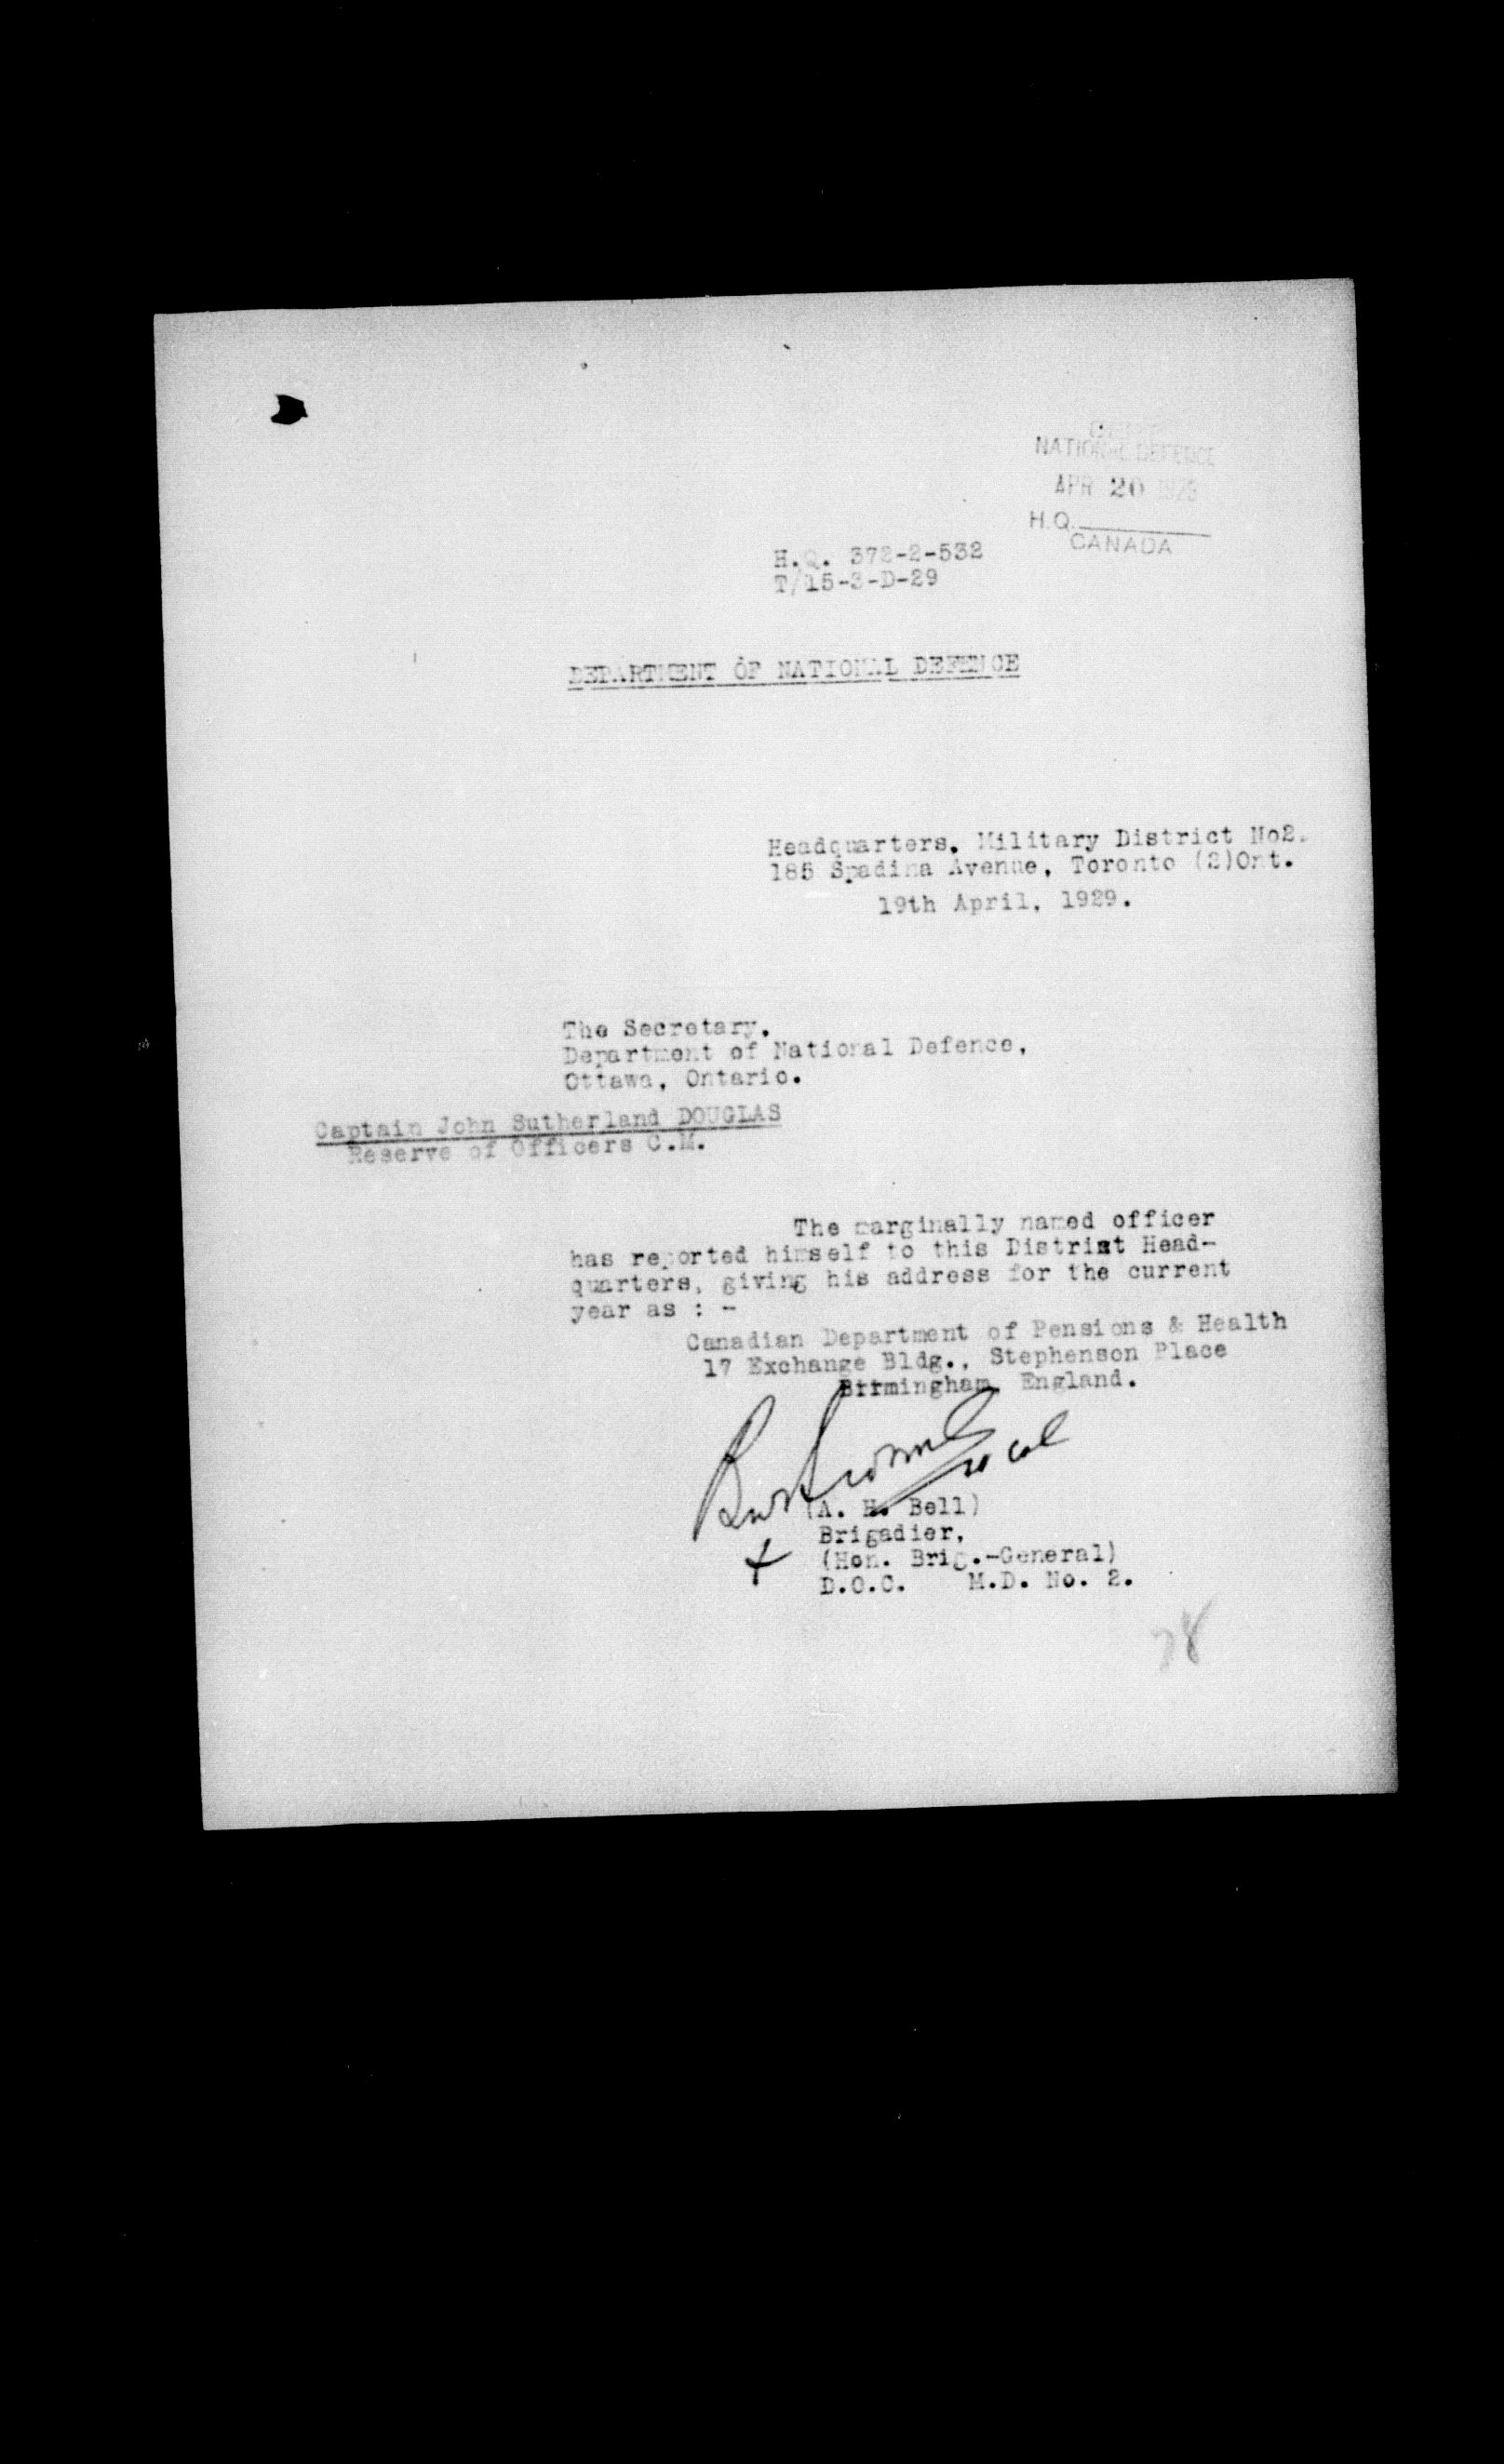 NATIONAL DEFENCE
APR 20 1929
H.Q.
CANADA
H.Q. 372-2-532
T/15-3-D-29
DEPARTMENT OF NATIONAL DEFENCE
Headquarters, Military District No2.
185 Spadina Avenue, Toronto (2)Ont.
19th April, 1929.
The Secretary,
Department of National Defence,
Ottawa, Ontario.
Captain John Sutherland DOUGLAS
Reserve of Officers C.M.
The marginally named officer
has reported himself to this District Head-
quarters, giving his address for the current
year as : -
Canadian Department of Pensions & Health
17 Exchange Bldg., Stephenson Place
Birmingham, England.
(A. H. Bell)
Brigadier,
(Hon. Brig.-General)
D.O.C. M.D. No. 2.
78